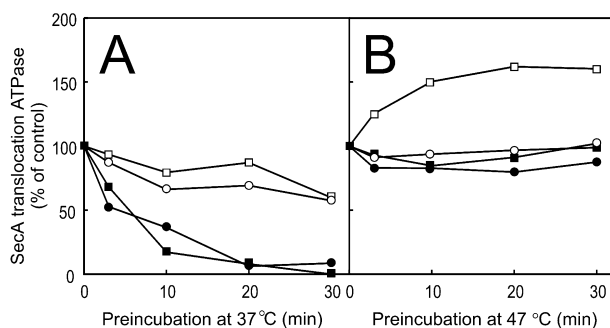 SecA translocation ATPase
(% of control)
200
150
100
50
0
A
B
0 10 20 30
0 10 20 30
Preincubation at 37°C (min)
Preincubation at 47 °C (min)